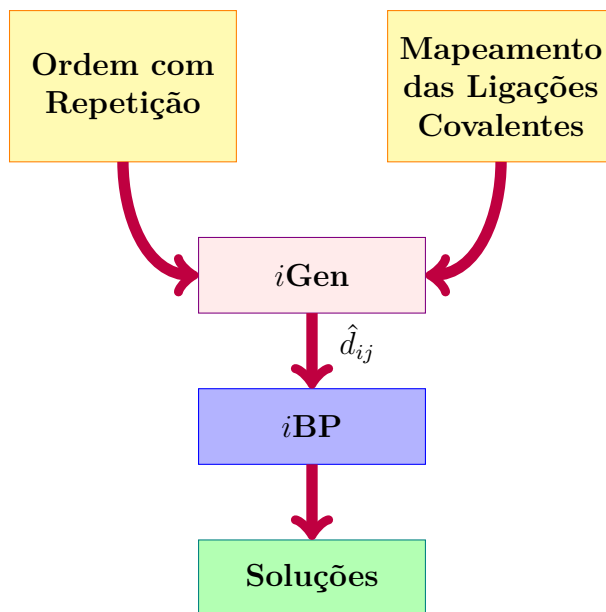 Ordem com
Repetição
Mapeamento
das Ligações
Covalentes
iGen
d̂ij
iBP
Soluções